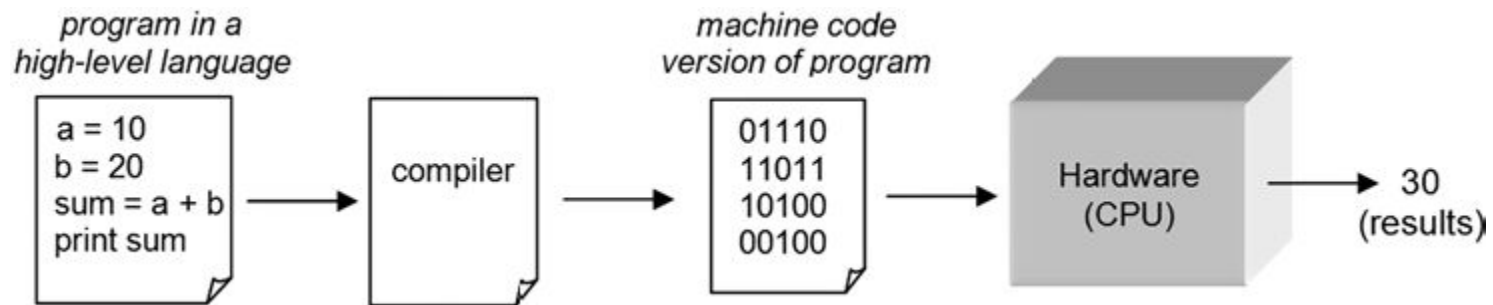 program in a
high-level language
a = 10
b = 20
sum = a + b
print sum
compiler
machine code
version of program
01110
11011
10100
00100
Hardware
(CPU)
30
(results)